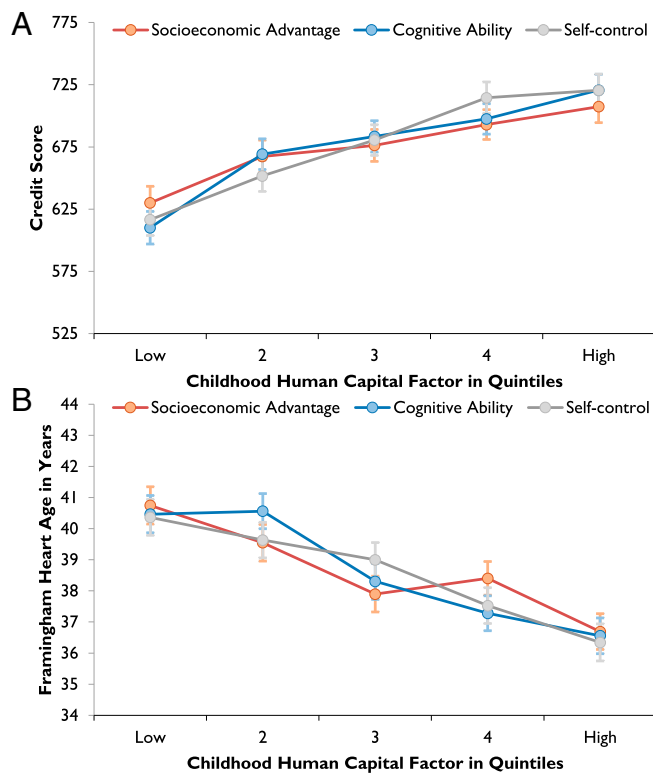 A
Socioeconomic Advantage Cognitive Ability Self-control
775
725
675
625
575
525
Credit Score
Low 2 3 4 High
Childhood Human Capital Factor in Quintiles
B
Socioeconomic Advantage Cognitive Ability Self-control
44
43
42
41
40
39
38
37
36
35
34
Framingham Heart Age in Years
Low 2 3 4 High
Childhood Human Capital Factor in Quintiles